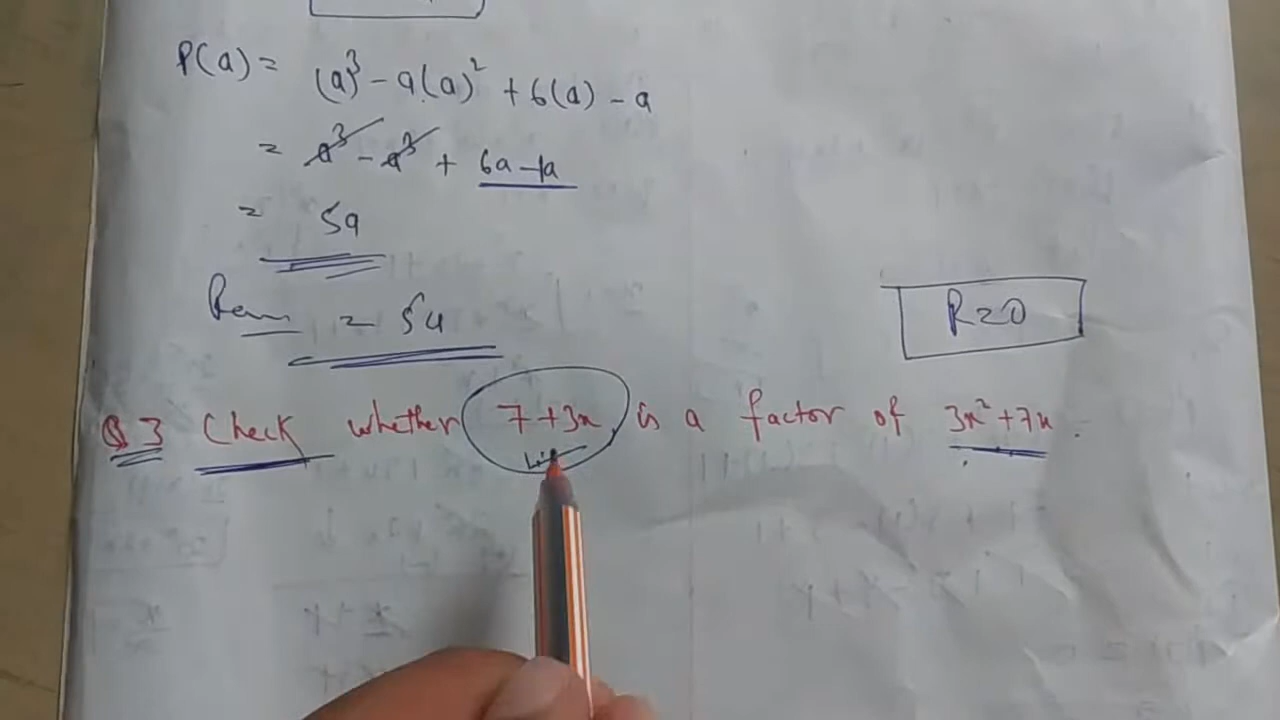 P(a) = (a)³ - a(a)² + 6(a) - a
= a³ - a³ + 6a - 1a
= 5a
Rem = 5a
R=0
Q3 Check whether 7+3x is a factor of 3x²+7x.